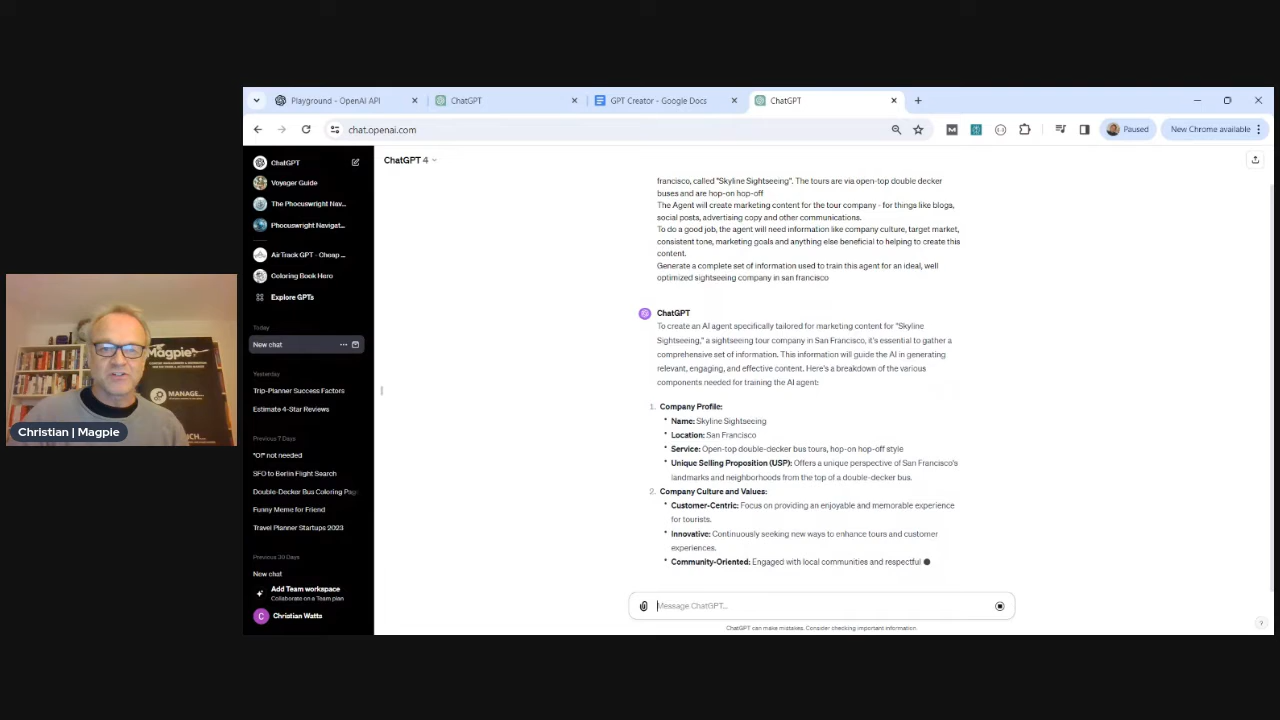 Playground - OpenAI API
ChatGPT
GPT Creator - Google Docs
ChatGPT
chat.openai.com
Paused
New Chrome available
ChatGPT
Voyager Guide
The Phocuswright Nav...
Phocuswright Navigat...
AirTrack GPT - Cheap ...
Coloring Book Hero
Explore GPTs
Today
New chat
Yesterday
Trip-Planner Success Factors
Estimate 4-Star Reviews
Previous 7 Days
"Of" not needed
SFO to Berlin Flight Search
Double-Decker Bus Coloring Pag
Funny Meme for Friend
Travel Planner Startups 2023
Previous 30 Days
New chat
Add Team workspace
Collaborate on a Team plan
C
Christian Watts
ChatGPT 4
francisco, called "Skyline Sightseeing". The tours are via open-top double decker
buses and are hop-on hop-off
The Agent will create marketing content for the tour company - for things like blogs,
social posts, advertising copy and other communications.
To do a good job, the agent will need information like company culture, target market,
consistent tone, marketing goals and anything else beneficial to helping to create this
content.
Generate a complete set of information used to train this agent for an ideal, well
optimized sightseeing company in san francisco
ChatGPT
To create an AI agent specifically tailored for marketing content for "Skyline
Sightseeing," a sightseeing tour company in San Francisco, it's essential to gather a
comprehensive set of information. This information will guide the AI in generating
relevant, engaging, and effective content. Here's a breakdown of the various
components needed for training the AI agent:
1. Company Profile:
• Name: Skyline Sightseeing
• Location: San Francisco
• Service: Open-top double-decker bus tours, hop-on hop-off style
• Unique Selling Proposition (USP): Offers a unique perspective of San Francisco's
landmarks and neighborhoods from the top of a double-decker bus.
2. Company Culture and Values:
• Customer-Centric: Focus on providing an enjoyable and memorable experience
for tourists.
• Innovative: Continuously seeking new ways to enhance tours and customer
experiences.
• Community-Oriented: Engaged with local communities and respectful
Message ChatGPT...
ChatGPT can make mistakes. Consider checking important information.
?
Magpie
MANAGE...
Christian | Magpie